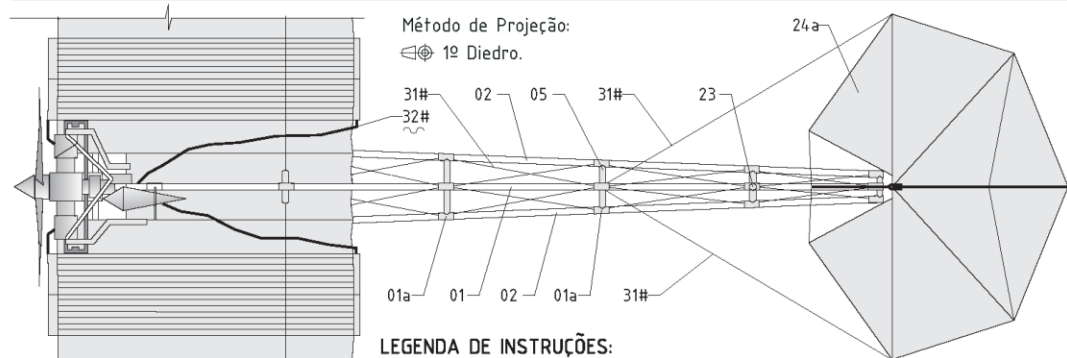 Método de Projeção:
1º Diedro.
24a
31# 02 05 31# 23
32#
01a 01 02 01a 31#
LEGENDA DE INSTRUÇÕES: